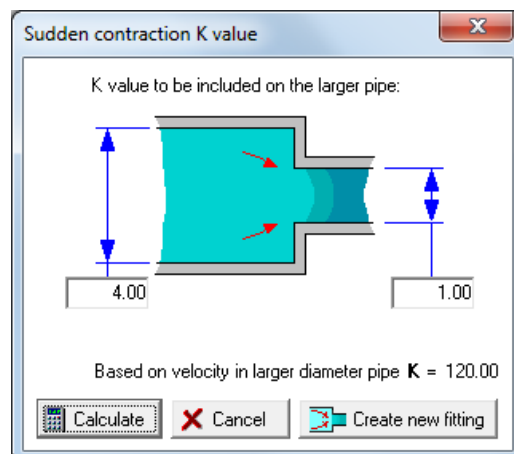 Sudden contraction K value
K value to be included on the larger pipe:
4.00
1.00
Based on velocity in larger diameter pipe K = 120.00
Calculate
Cancel
Create new fitting